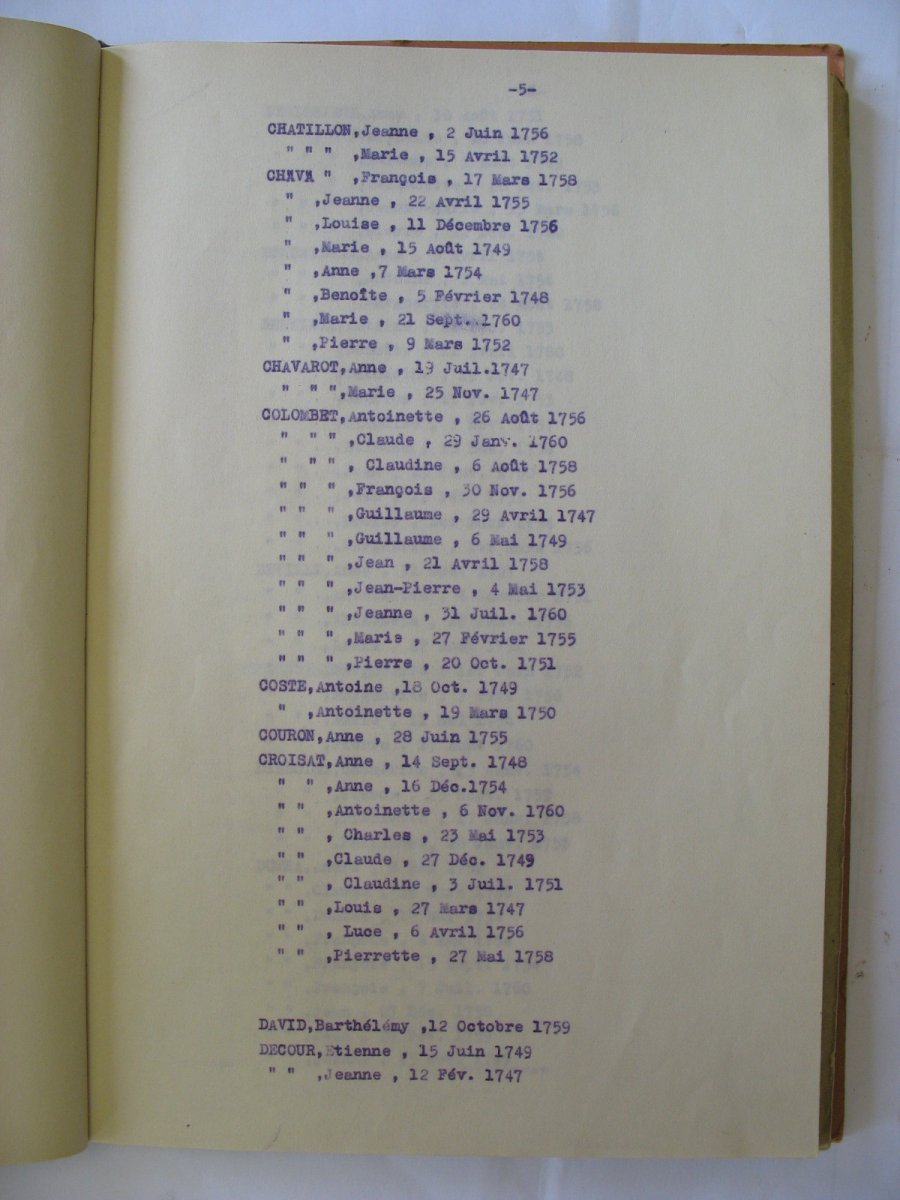 -5-
CHATILLON,Jeanne , 2 Juin 1756
" " " ,Marie , 15 Avril 1752
CHAVA " ,François , 17 Mars 1758
" ,Jeanne , 22 Avril 1755
" ,Louise , 11 Décembre 1756
" ,Marie , 15 Août 1749
" ,Anne ,7 Mars 1754
" ,Benoîte , 5 Février 1748
" ,Marie , 21 Sept. 1760
" ,Pierre , 9 Mars 1752
CHAVAROT,Anne , 19 Juil.1747
" " ",Marie , 25 Nov. 1747
COLOMBET,Antoinette , 26 Août 1756
" " " ,Claude , 29 Janv. 1760
" " " , Claudine , 6 Août 1758
" " " ,François , 30 Nov. 1756
" " " ,Guillaume , 29 Avril 1747
" " " ,Guillaume , 6 Mai 1749
" " " ,Jean , 21 Avril 1758
" " " ,Jean-Pierre , 4 Mai 1753
" " " ,Jeanne , 31 Juil. 1760
" " " ,Marie , 27 Février 1755
" " " ,Pierre , 20 Oct. 1751
COSTE,Antoine ,18 Oct. 1749
" ,Antoinette , 19 Mars 1750
COURON,Anne , 28 Juin 1755
CROISAT,Anne , 14 Sept. 1748
" " ,Anne , 16 Déc.1754
" " ,Antoinette , 6 Nov. 1760
" " , Charles , 23 Mai 1753
" " ,Claude , 27 Déc. 1749
" " , Claudine , 3 Juil. 1751
" " ,Louis , 27 Mars 1747
" " , Luce , 6 Avril 1756
" " ,Pierrette , 27 Mai 1758
DAVID,Barthélémy ,12 Octobre 1759
DECOUR,Etienne , 15 Juin 1749
" " ,Jeanne , 12 Fév. 1747